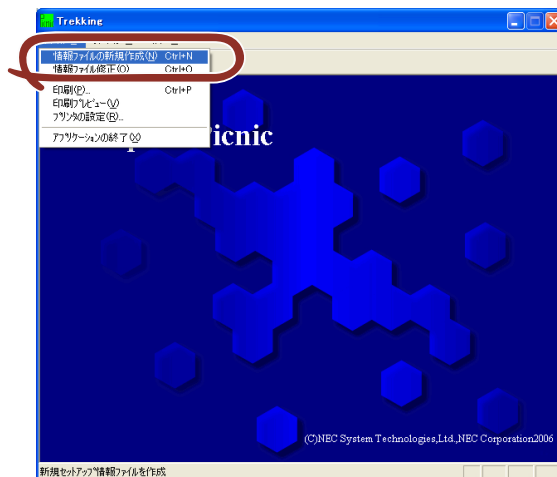 Trekking
情報ファイルの新規作成(N) Ctrl+N
情報ファイル修正(O) Ctrl+O
印刷(P)... Ctrl+P
印刷プレビュー(V)
プリンタの設定(R)...
アプリケーションの終了(X)
icnic
(C)NEC System Technologies,Ltd.,NEC Corporation2006
新規セットアップ情報ファイルを作成